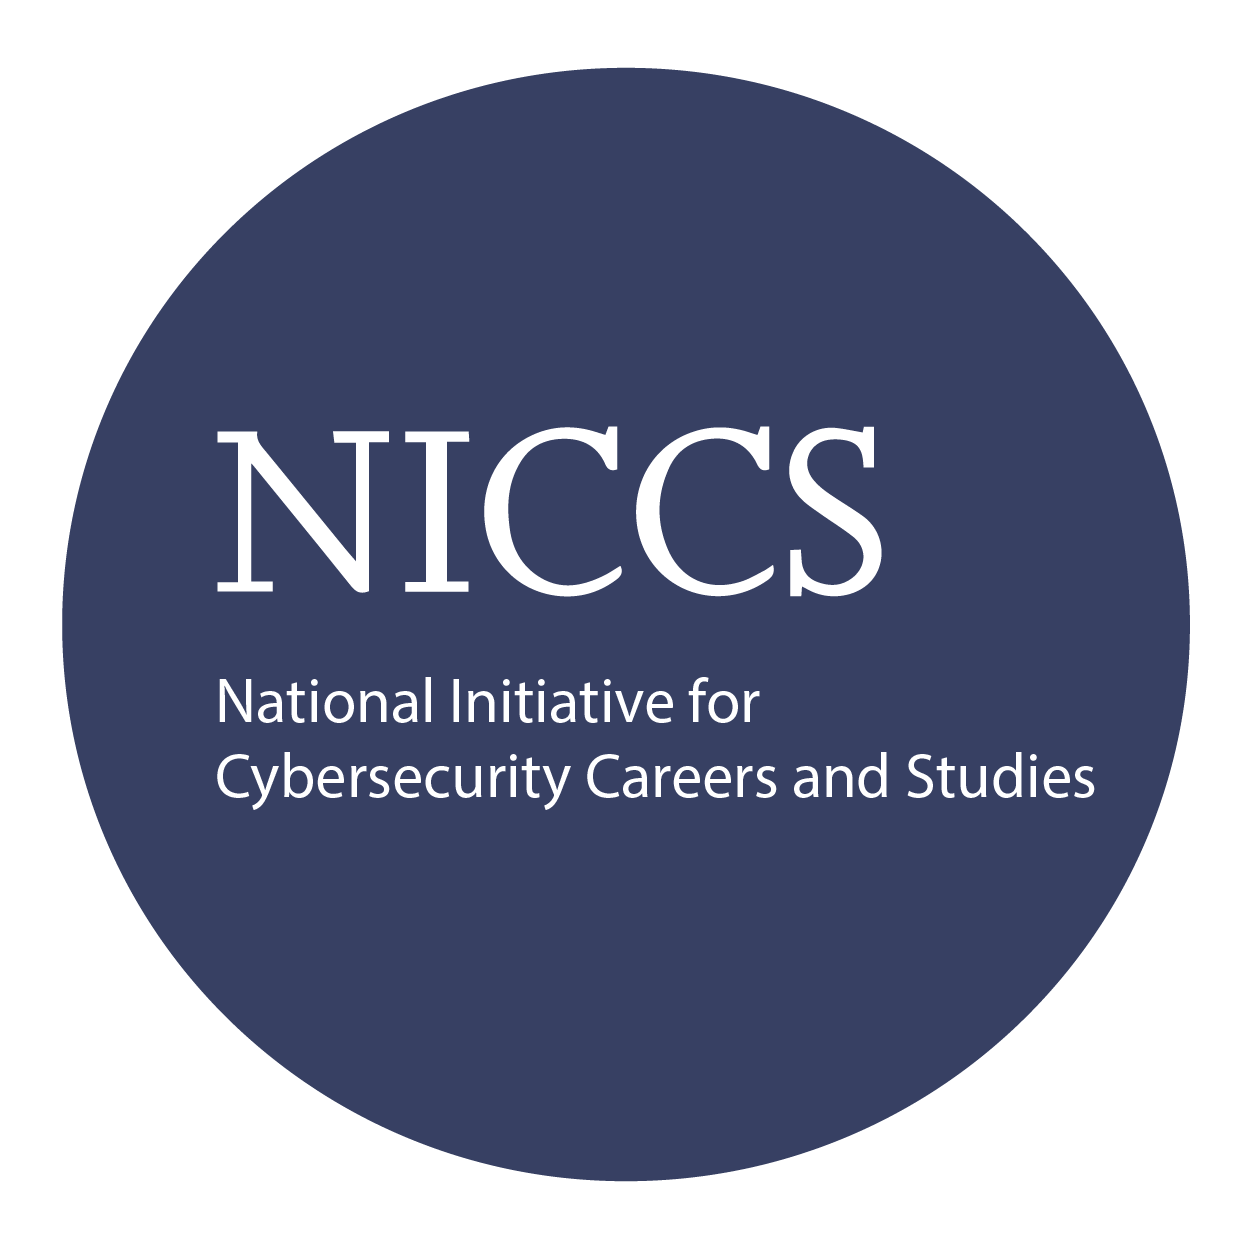 NICCS
National Initiative for
Cybersecurity Careers and Studies